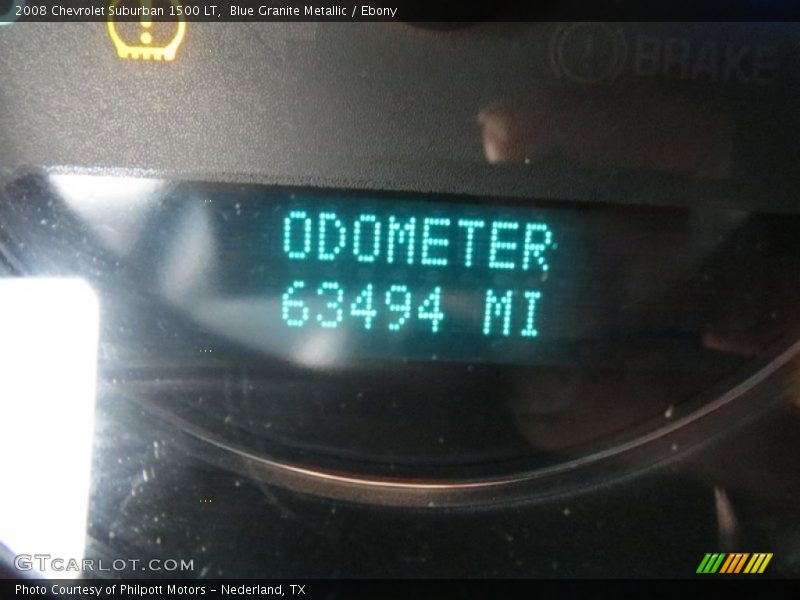 2008 Chevrolet Suburban 1500 LT,  Blue Granite Metallic / Ebony
BRAKE
ODOMETER
63494 MI
GTCARLOT.COM
Photo Courtesy of Philpott Motors - Nederland, TX